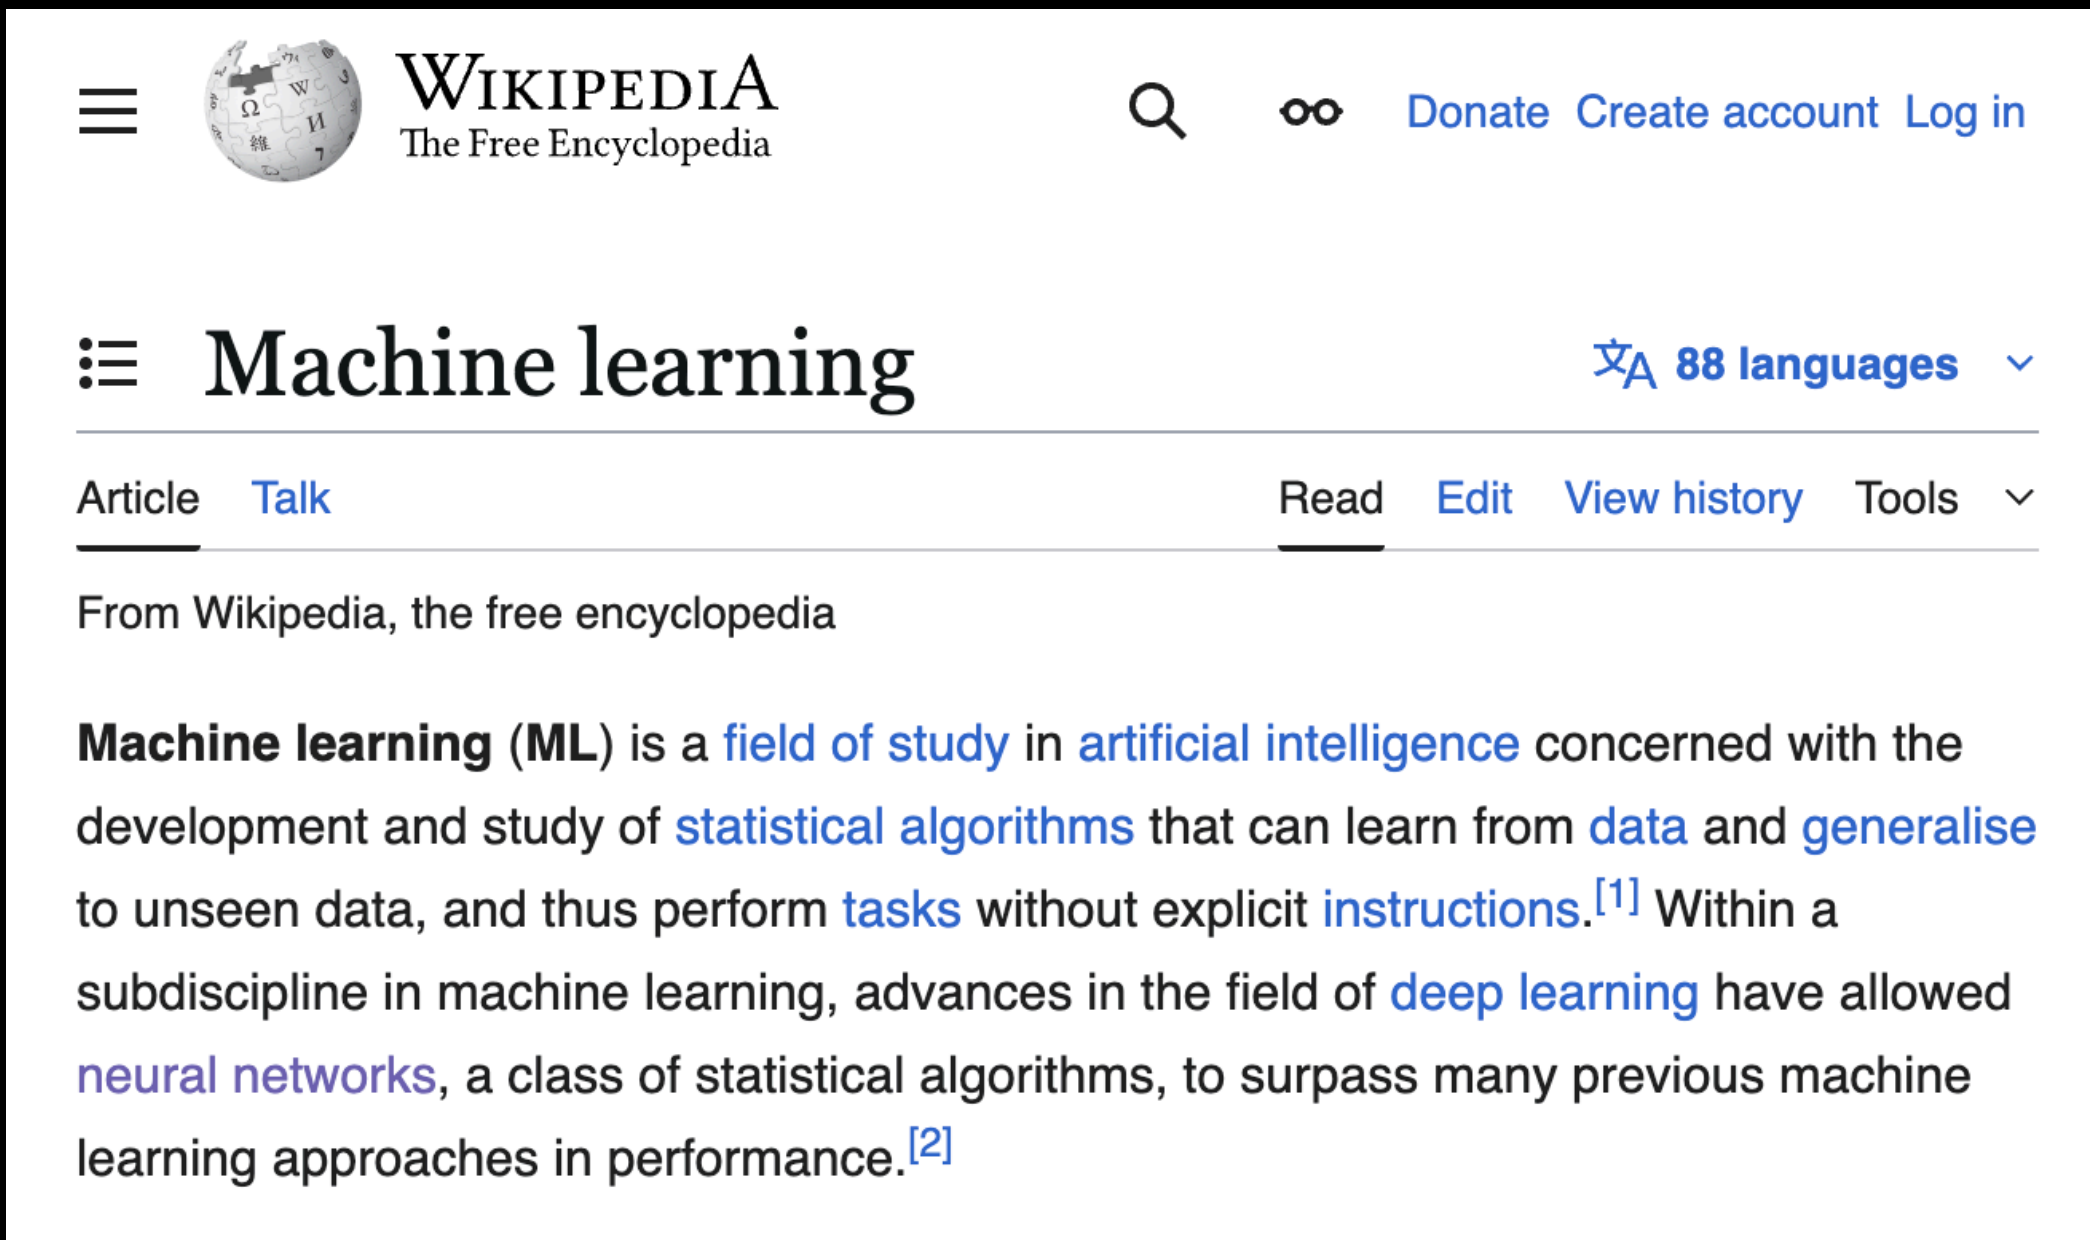 WIKIPEDIA
The Free Encyclopedia
Donate Create account Log in
Machine learning
88 languages
Article Talk Read Edit View history Tools
From Wikipedia, the free encyclopedia
Machine learning (ML) is a field of study in artificial intelligence concerned with the
development and study of statistical algorithms that can learn from data and generalise
to unseen data, and thus perform tasks without explicit instructions.[1] Within a
subdiscipline in machine learning, advances in the field of deep learning have allowed
neural networks, a class of statistical algorithms, to surpass many previous machine
learning approaches in performance.[2]